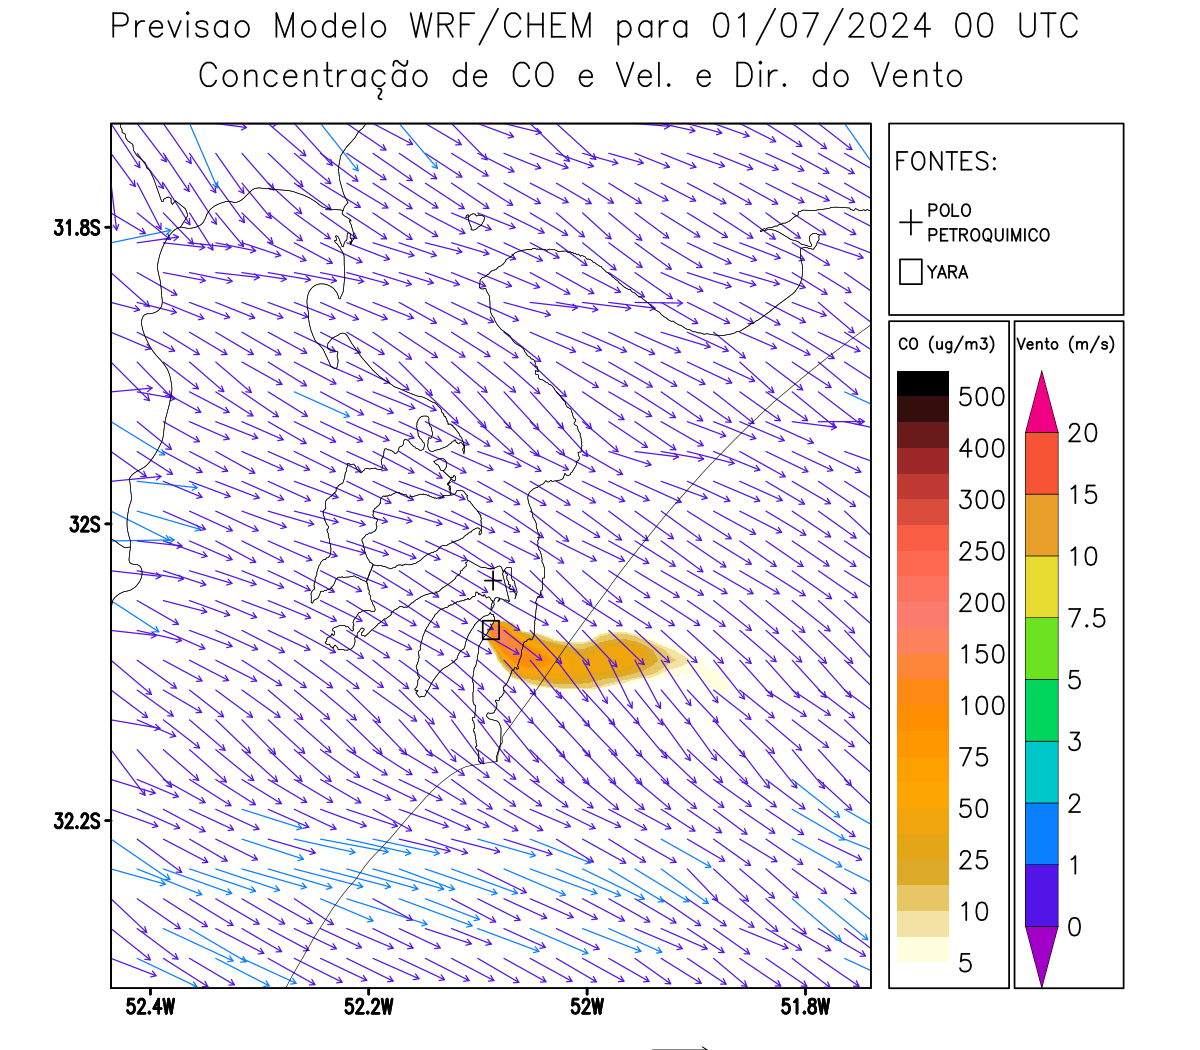 Previsao Modelo WRF/CHEM para 01/07/2024 00 UTC
Concentração de CO e Vel. e Dir. do Vento
FONTES:
POLO
PETROQUIMICO
YARA
CO (ug/m3)
500
400
300
250
200
150
100
75
50
25
10
5
Vento (m/s)
20
15
10
7.5
5
3
2
1
0
31.8S
32S
32.2S
52.4W
52.2W
52W
51.8W